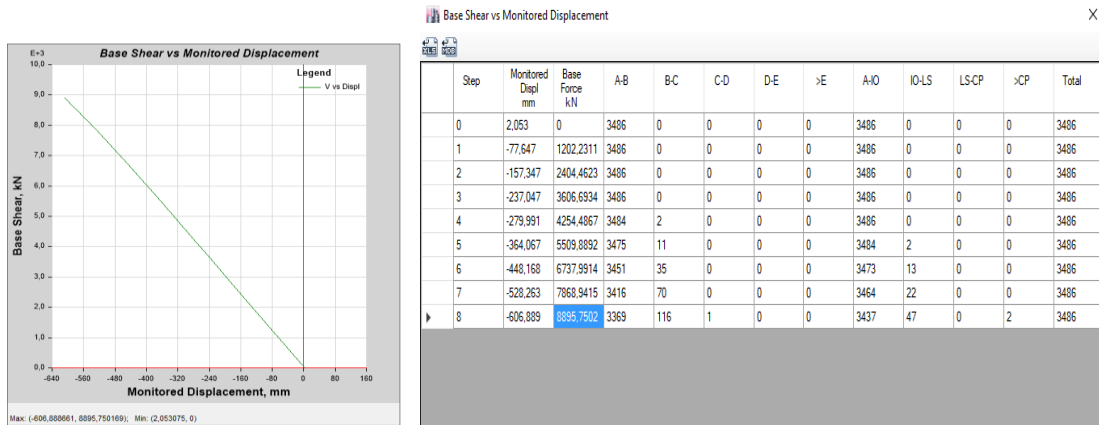 Base Shear vs Monitored Displacement
E+3
Base Shear vs Monitored Displacement
10,0
Legend
V vs Displ
9,0
8,0
7,0
6,0
5,0
4,0
3,0
2,0
1,0
0,0
Base Shear, kN
-640 -560 -480 -400 -320 -240 -160 -80 0 80 160
Monitored Displacement, mm
Max: (-606,888661, 8895,750169); Min: (2,053075, 0)
XLS MDB
Step Monitored Displ mm Base Force kN A-B B-C C-D D-E >E A-IO IO-LS LS-CP >CP Total
0 2,053 0 3486 0 0 0 0 3486 0 0 0 3486
1 -77,647 1202,2311 3486 0 0 0 0 3486 0 0 0 3486
2 -157,347 2404,4623 3486 0 0 0 0 3486 0 0 0 3486
3 -237,047 3606,6934 3486 0 0 0 0 3486 0 0 0 3486
4 -279,991 4254,4867 3484 2 0 0 0 3486 0 0 0 3486
5 -364,067 5509,8892 3475 11 0 0 0 3484 2 0 0 3486
6 -448,168 6737,9914 3451 35 0 0 0 3473 13 0 0 3486
7 -528,263 7868,9415 3416 70 0 0 0 3464 22 0 0 3486
8 -606,889 8895,7502 3369 116 1 0 0 3437 47 0 2 3486